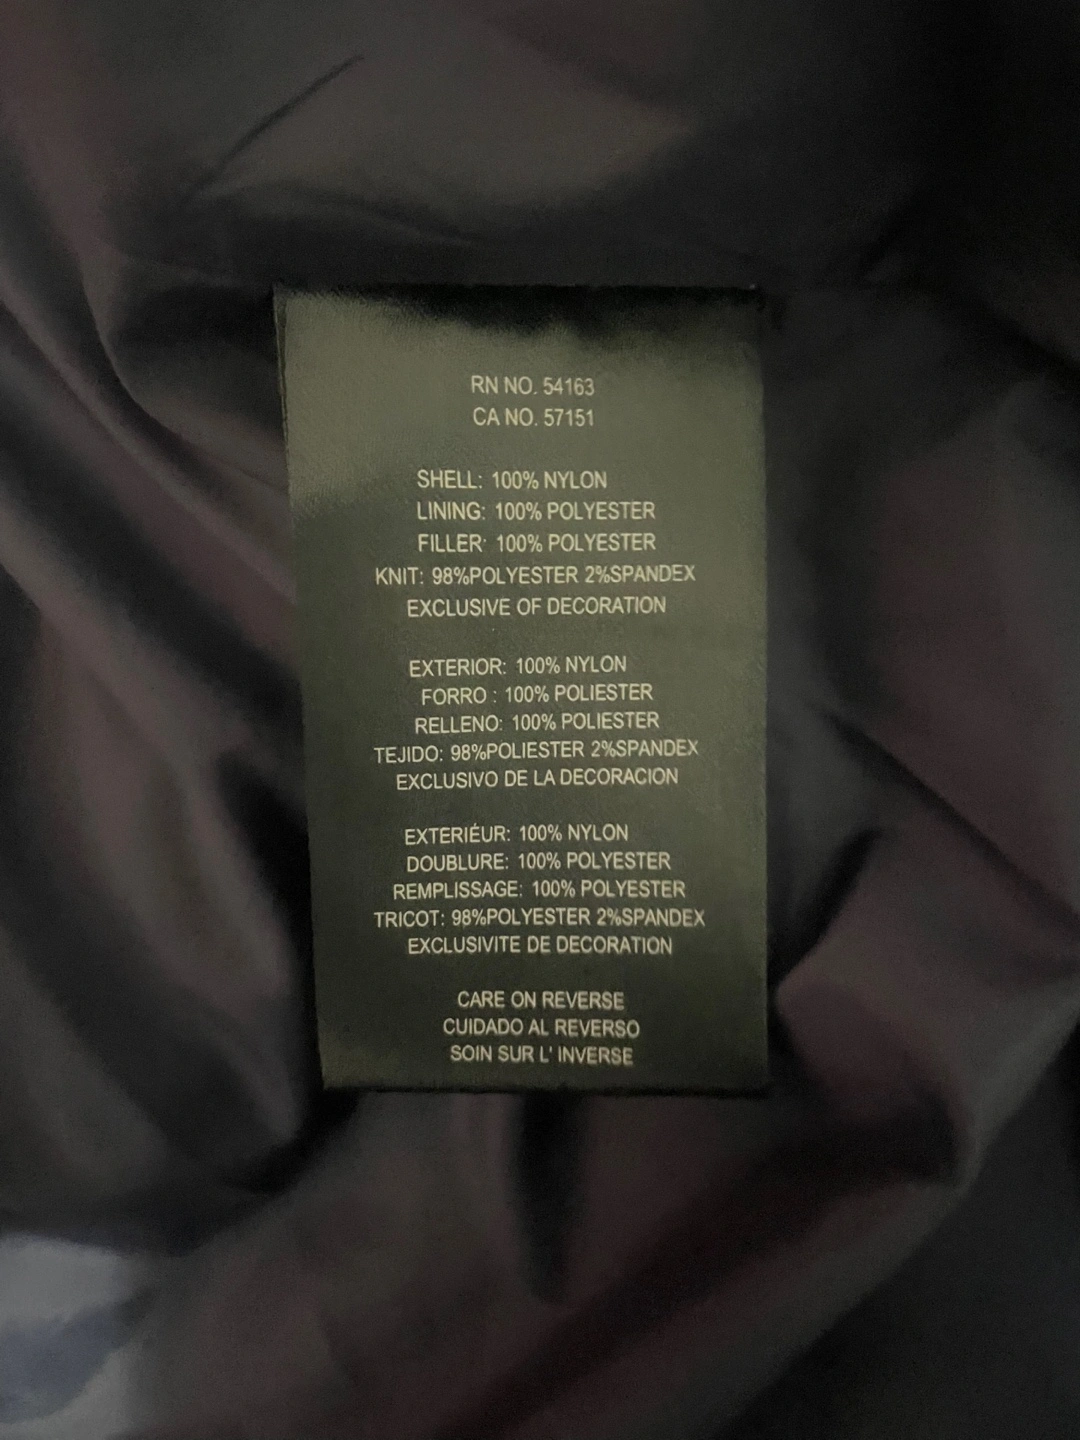 RN NO. 54163
CA NO. 57151
SHELL: 100% NYLON
LINING: 100% POLYESTER
FILLER: 100% POLYESTER
KNIT: 98%POLYESTER 2%SPANDEX
EXCLUSIVE OF DECORATION
EXTERIOR: 100% NYLON
FORRO : 100% POLIESTER
RELLENO: 100% POLIESTER
TEJIDO: 98%POLIESTER 2%SPANDEX
EXCLUSIVO DE LA DECORACION
EXTERIÉUR: 100% NYLON
DOUBLURE: 100% POLYESTER
REMPLISSAGE: 100% POLYESTER
TRICOT: 98%POLYESTER 2%SPANDEX
EXCLUSIVITE DE DECORATION
CARE ON REVERSE
CUIDADO AL REVERSO
SOIN SUR L' INVERSE